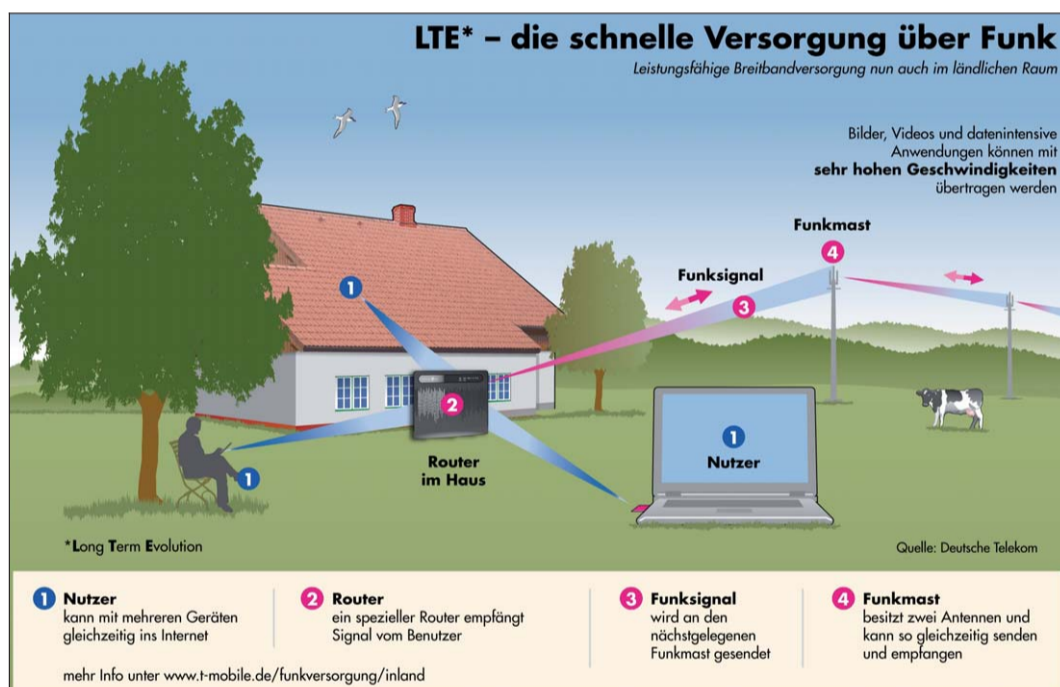 LTE* – die schnelle Versorgung über Funk
Leistungsfähige Breitbandversorgung nun auch im ländlichen Raum
Bilder, Videos und datenintensive
Anwendungen können mit
sehr hohen Geschwindigkeiten
übertragen werden
Funkmast
4
Funksignal
3
1
2
Router
im Haus
1
1
Nutzer
*Long Term Evolution
Quelle: Deutsche Telekom
1 Nutzer
kann mit mehreren Geräten
gleichzeitig ins Internet
2 Router
ein spezieller Router empfängt
Signal vom Benutzer
3 Funksignal
wird an den
nächstgelegenen
Funkmast gesendet
4 Funkmast
besitzt zwei Antennen und
kann so gleichzeitig senden
und empfangen
mehr Info unter www.t-mobile.de/funkversorgung/inland